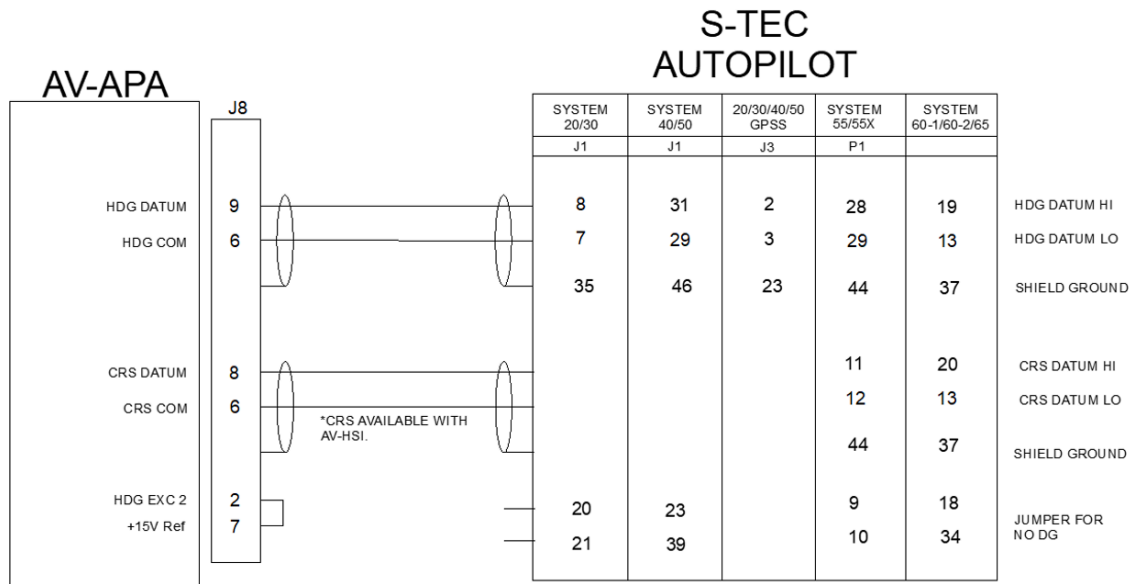 S-TEC
AUTOPILOT
AV-APA
J8
SYSTEM 20/30 SYSTEM 40/50 20/30/40/50 GPSS SYSTEM 55/55X SYSTEM 60-1/60-2/65
J1 J1 J3 P1
HDG DATUM 9 8 31 2 28 19 HDG DATUM HI
HDG COM 6 7 29 3 29 13 HDG DATUM LO
35 46 23 44 37 SHIELD GROUND
CRS DATUM 8 11 20 CRS DATUM HI
CRS COM 6 12 13 CRS DATUM LO
*CRS AVAILABLE WITH
AV-HSI.
44 37 SHIELD GROUND
HDG EXC 2 2 20 23 9 18
+15V Ref 7 21 39 10 34
JUMPER FOR
NO DG